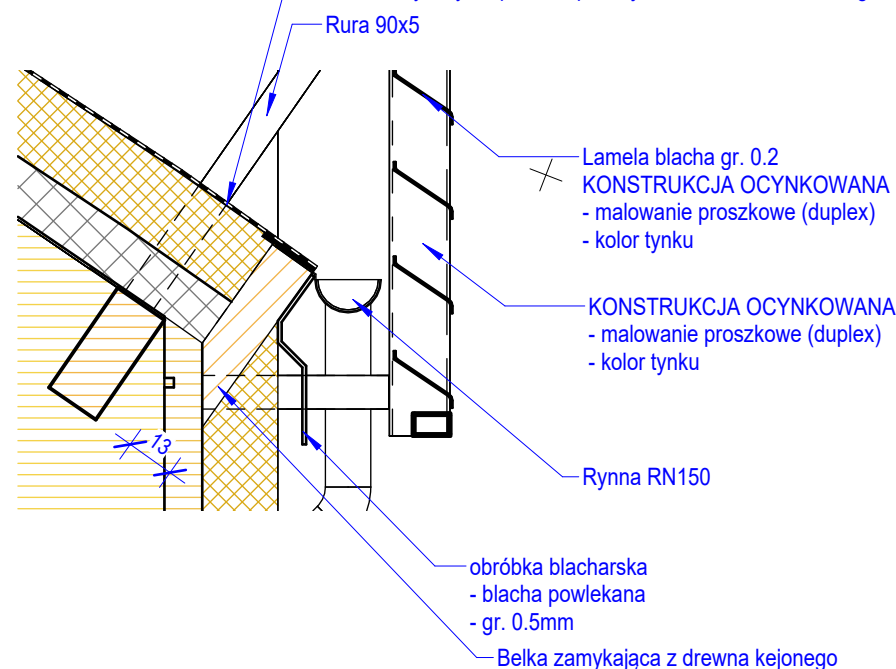 Rura 90x5
Lamela blacha gr. 0.2
KONSTRUKCJA OCYNKOWANA
- malowanie proszkowe (duplex)
- kolor tynku
KONSTRUKCJA OCYNKOWANA
- malowanie proszkowe (duplex)
- kolor tynku
13
Rynna RN150
obróbka blacharska
- blacha powlekana
- gr. 0.5mm
Belka zamykająca z drewna kejonego